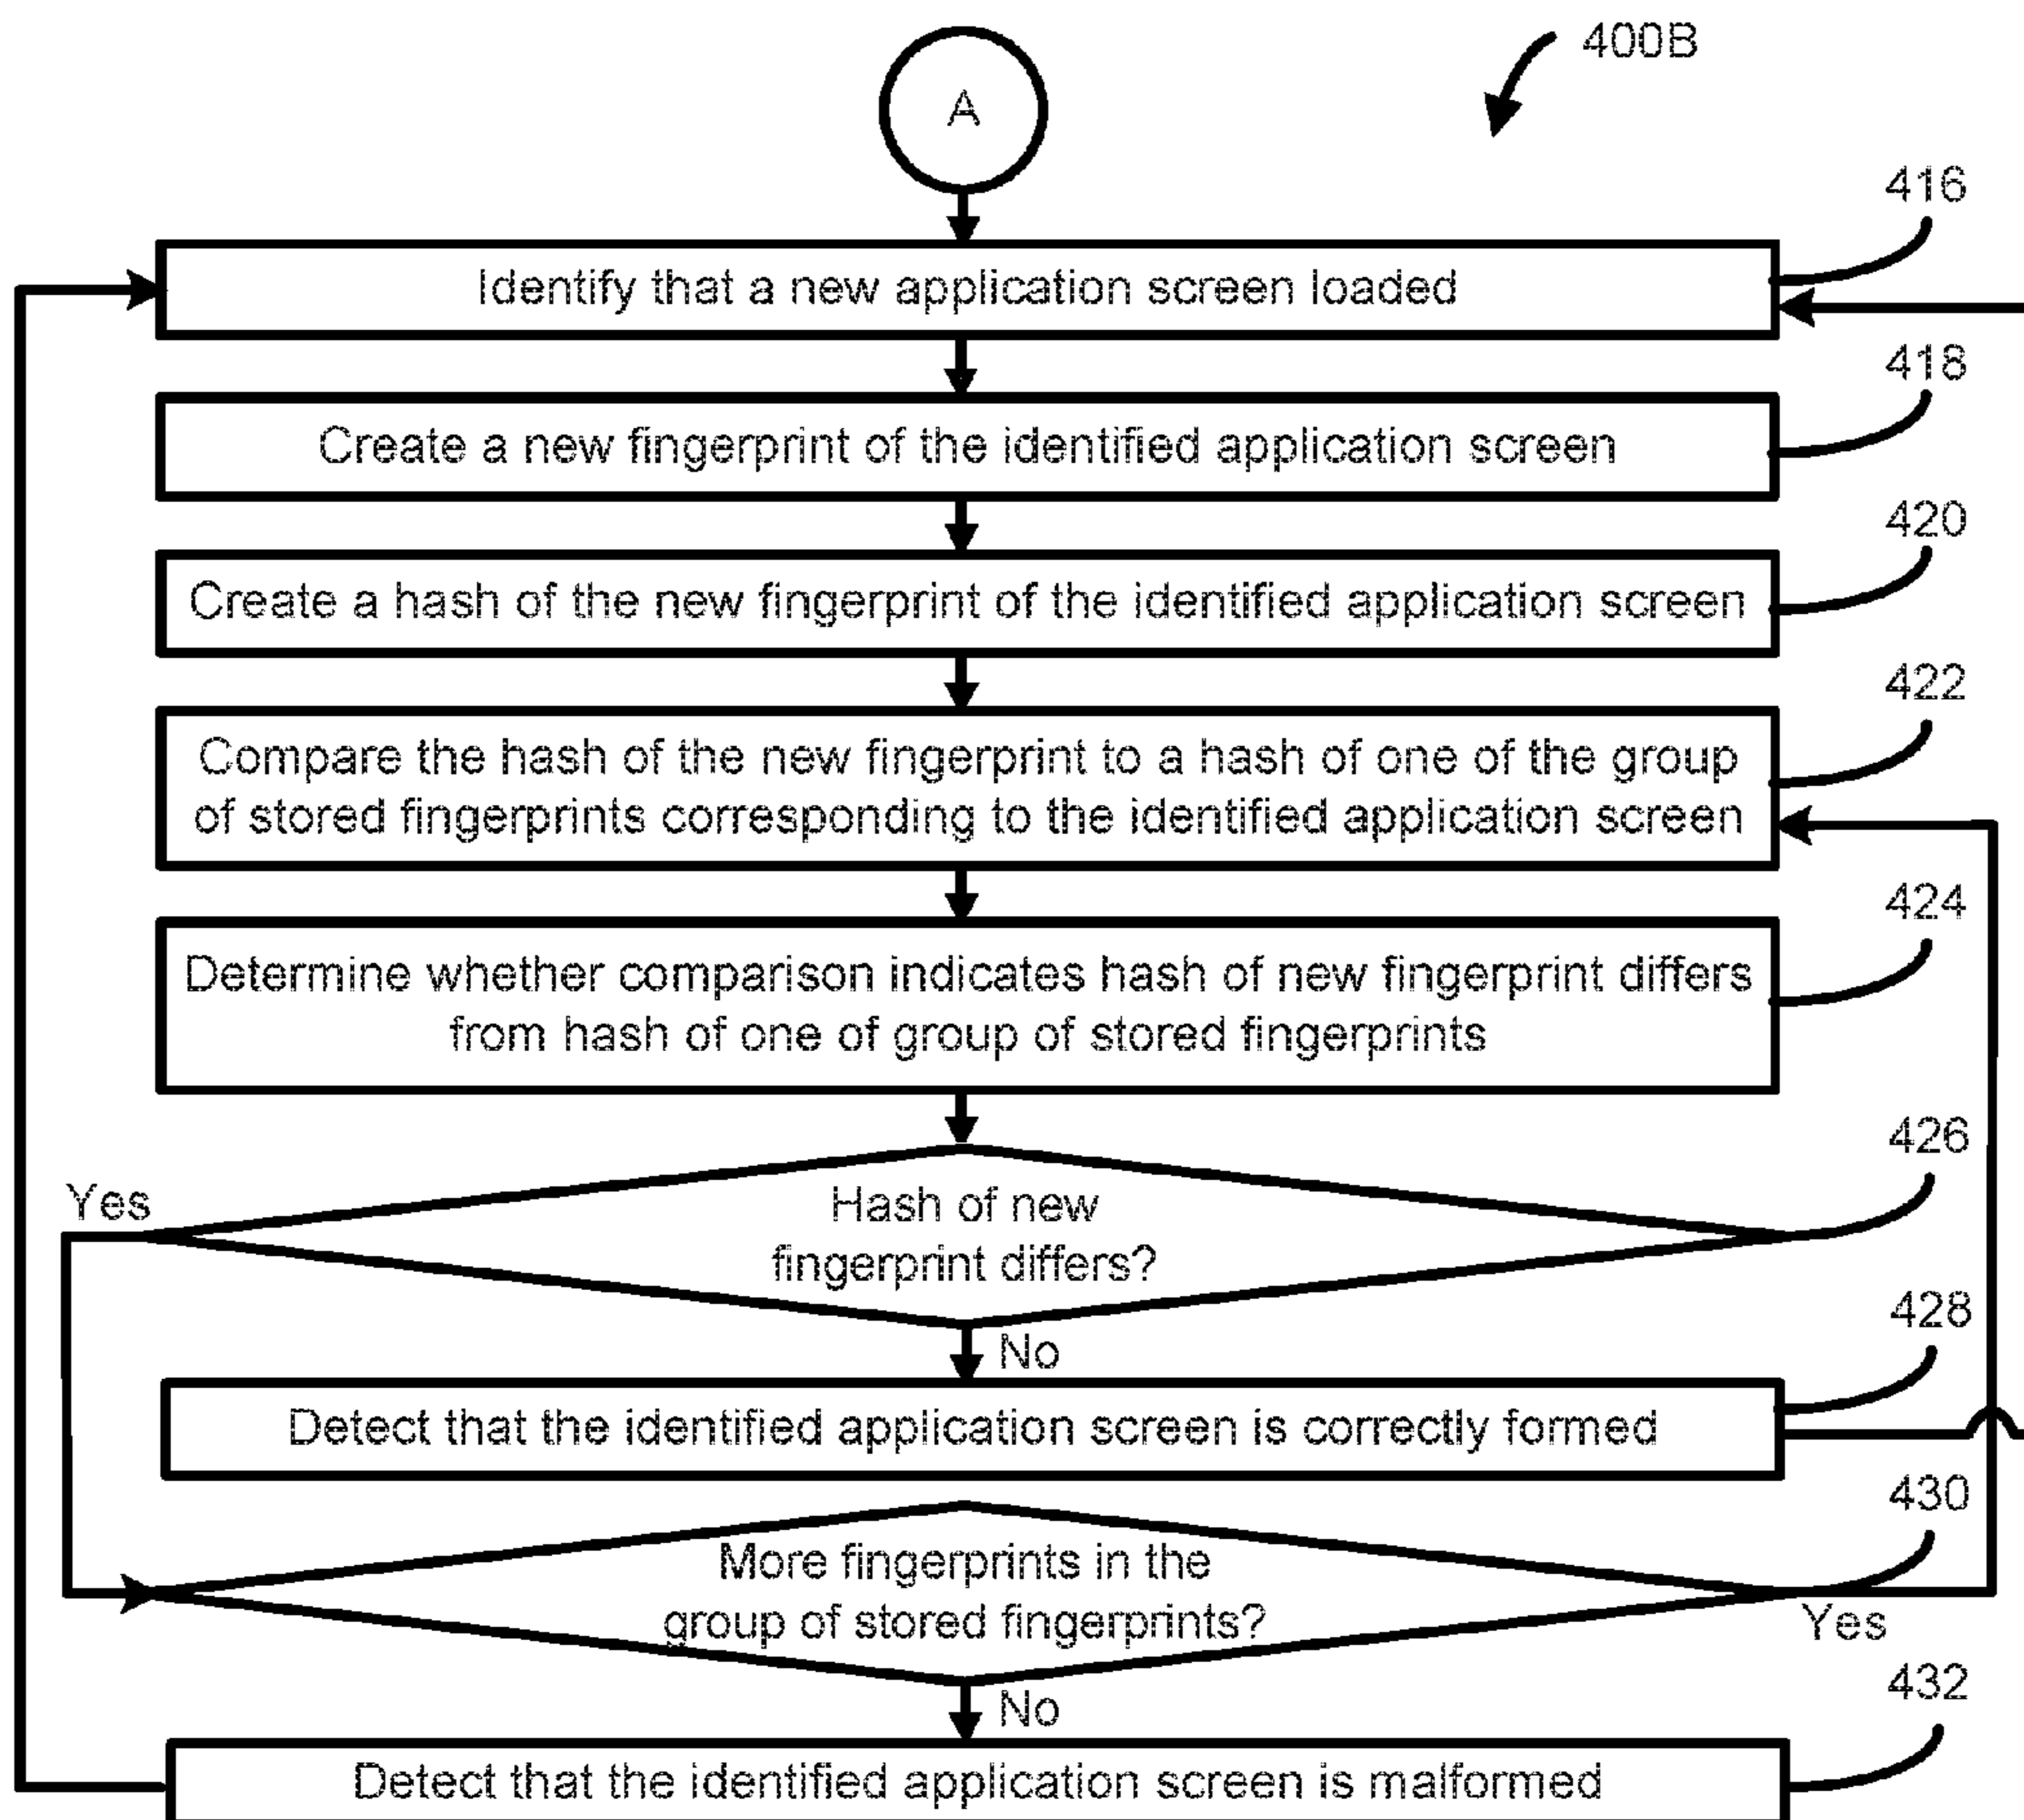 400B
A
416
Identify that a new application screen loaded
418
Create a new fingerprint of the identified application screen
420
Create a hash of the new fingerprint of the identified application screen
422
Compare the hash of the new fingerprint to a hash of one of the group
of stored fingerprints corresponding to the identified application screen
424
Determine whether comparison indicates hash of new fingerprint differs
from hash of one of group of stored fingerprints
426
Yes
Hash of new
fingerprint differs?
428
No
Detect that the identified application screen is correctly formed
430
More fingerprints in the
group of stored fingerprints?
Yes
432
No
Detect that the identified application screen is malformed